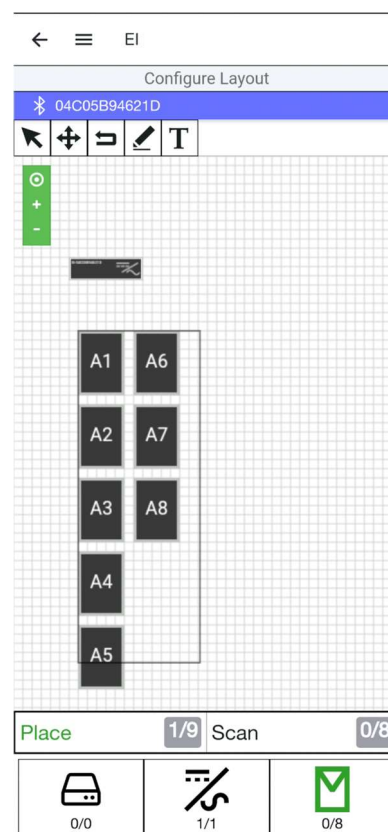 EI
Configure Layout
04C05B94621D
T
+
-
A1 A6
A2 A7
A3 A8
A4
A5
Place 1/9 Scan 0/8
0/0 1/1 0/8